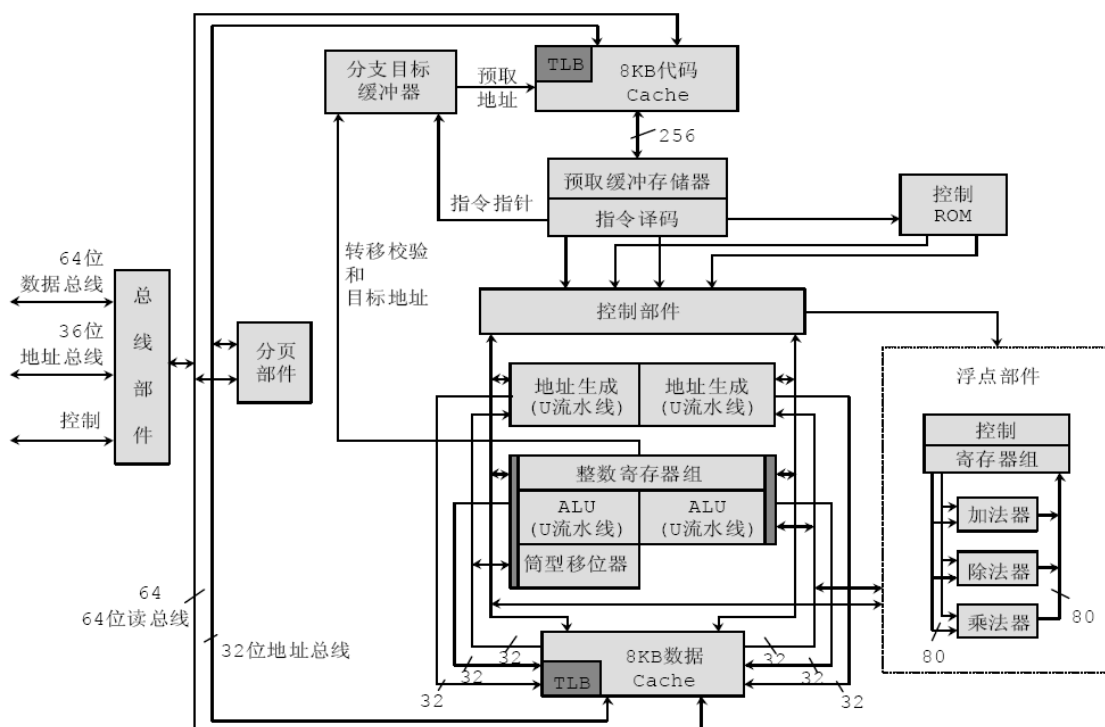 TLB
8KB代码
Cache
分支目标
缓冲器
预取
地址
256
预取缓冲存储器
指令译码
指令指针
控制
ROM
转移校验
和
目标地址
64位
数据总线
36位
地址总线
控制
总
线
部
件
分页
部件
控制部件
地址生成
(U流水线)
地址生成
(U流水线)
整数寄存器组
ALU
(U流水线)
ALU
(U流水线)
筒型移位器
浮点部件
控制
寄存器组
加法器
除法器
乘法器
80
80
64
64位读总线
32位地址总线
32
32
32
32
32
32
8KB数据
Cache
TLB